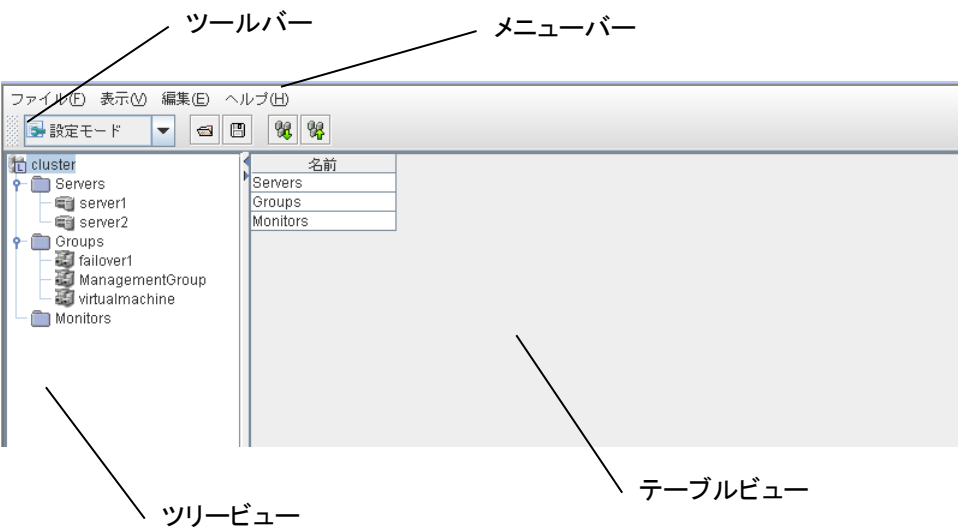 ツールバー
メニューバー
ファイル(F) 表示(V) 編集(E) ヘルプ(H)
設定モード
cluster
Servers
server1
server2
Groups
failover1
ManagementGroup
virtualmachine
Monitors
名前
Servers
Groups
Monitors
テーブルビュー
ツリービュー